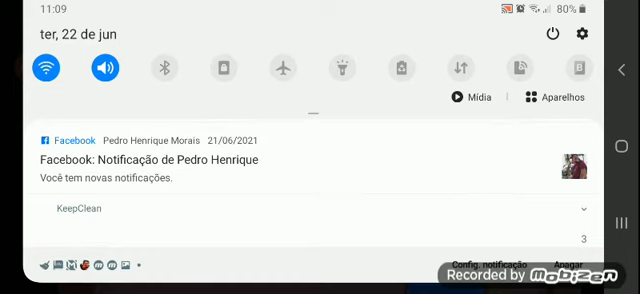 11:09
80%
ter, 22 de jun
Mídia
Aparelhos
Facebook Pedro Henrique Morais 21/06/2021
Facebook: Notificação de Pedro Henrique
Você tem novas notificações.
KeepClean
3
Config. notificação Apagar
Recorded by Mobizen